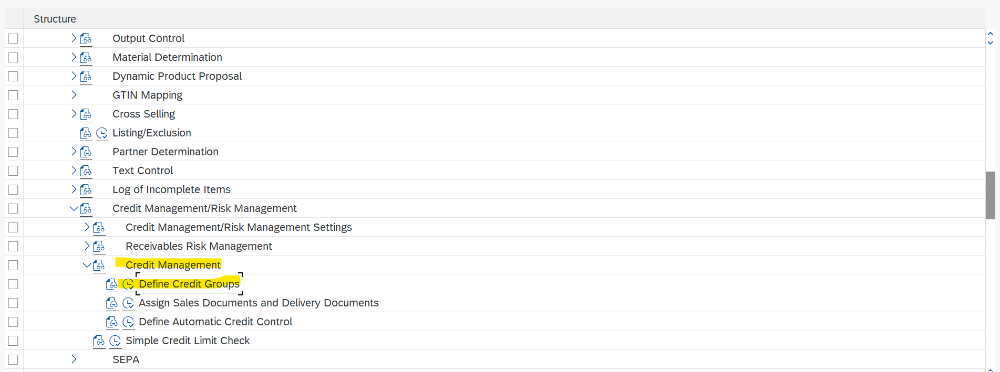 Structure
Output Control
Material Determination
Dynamic Product Proposal
GTIN Mapping
Cross Selling
Listing/Exclusion
Partner Determination
Text Control
Log of Incomplete Items
Credit Management/Risk Management
Credit Management/Risk Management Settings
Receivables Risk Management
Credit Management
Define Credit Groups
Assign Sales Documents and Delivery Documents
Define Automatic Credit Control
Simple Credit Limit Check
SEPA